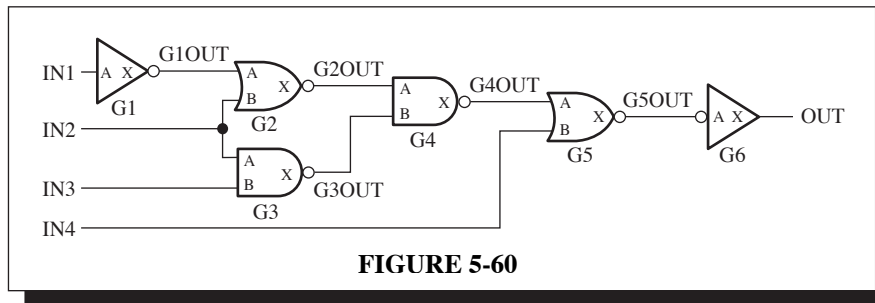 G1OUT
IN1
A X
G1
G2OUT
A
B
X
G2
G4OUT
A
B
X
G4
G5OUT
A
B
X
G5
A X
G6
OUT
IN2
A
B
X
G3
G3OUT
IN3
IN4
FIGURE 5-60